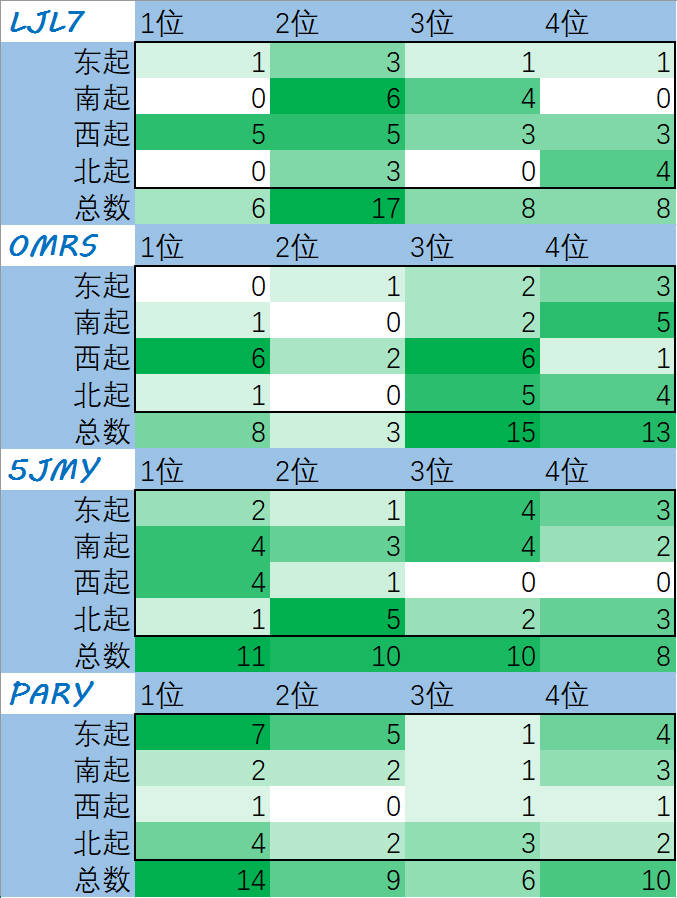 LJL7 1位 2位 3位 4位
东起 1 3 1 1
南起 0 6 4 0
西起 5 5 3 3
北起 0 3 0 4
总数 6 17 8 8
OMRS 1位 2位 3位 4位
东起 0 1 2 3
南起 1 0 2 5
西起 6 2 6 1
北起 1 0 5 4
总数 8 3 15 13
5JMY 1位 2位 3位 4位
东起 2 1 4 3
南起 4 3 4 2
西起 4 1 0 0
北起 1 5 2 3
总数 11 10 10 8
PARY 1位 2位 3位 4位
东起 7 5 1 4
南起 2 2 1 3
西起 1 0 1 1
北起 4 2 3 2
总数 14 9 6 10